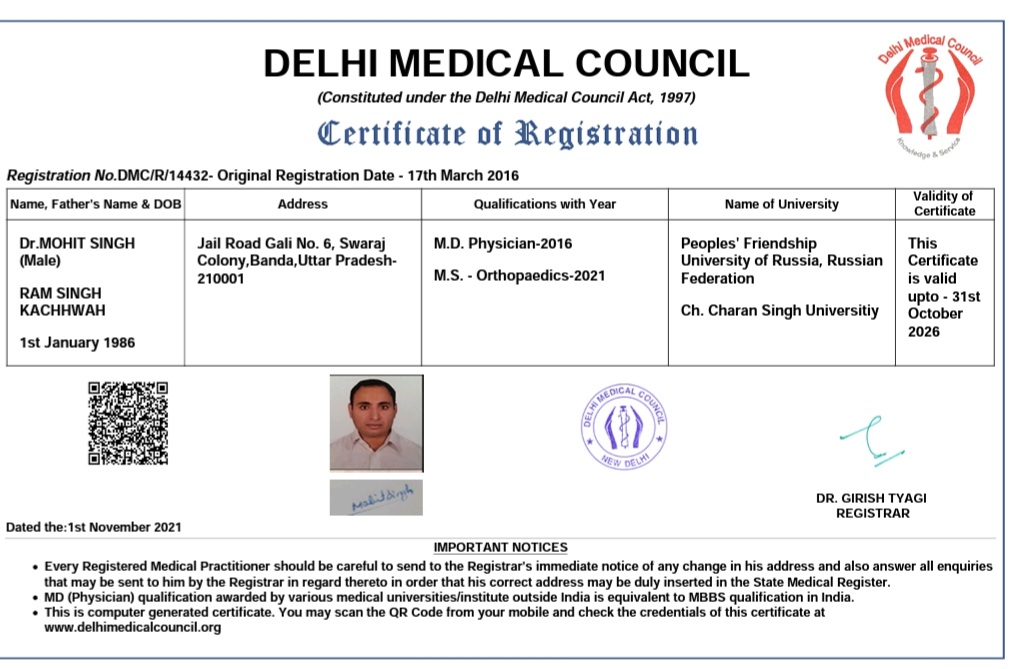 DELHI MEDICAL COUNCIL
(Constituted under the Delhi Medical Council Act, 1997)
Certificate of Registration
Delhi Medical Council
Knowledge & Service
Registration No.DMC/R/14432- Original Registration Date - 17th March 2016
Name, Father's Name & DOB
Address
Qualifications with Year
Name of University
Validity of
Certificate
Dr.MOHIT SINGH
(Male)
RAM SINGH
KACHHWAH
1st January 1986
Jail Road Gali No. 6, Swaraj
Colony,Banda,Uttar Pradesh-
210001
M.D. Physician-2016
M.S. - Orthopaedics-2021
Peoples' Friendship
University of Russia, Russian
Federation
Ch. Charan Singh Universitiy
This
Certificate
is valid
upto - 31st
October
2026
DELHI MEDICAL COUNCIL
NEW DELHI
Mohit Singh
DR. GIRISH TYAGI
REGISTRAR
Dated the:1st November 2021
IMPORTANT NOTICES
• Every Registered Medical Practitioner should be careful to send to the Registrar's immediate notice of any change in his address and also answer all enquiries
that may be sent to him by the Registrar in regard thereto in order that his correct address may be duly inserted in the State Medical Register.
• MD (Physician) qualification awarded by various medical universities/institute outside India is equivalent to MBBS qualification in India.
• This is computer generated certificate. You may scan the QR Code from your mobile and check the credentials of this certificate at
www.delhimedicalcouncil.org